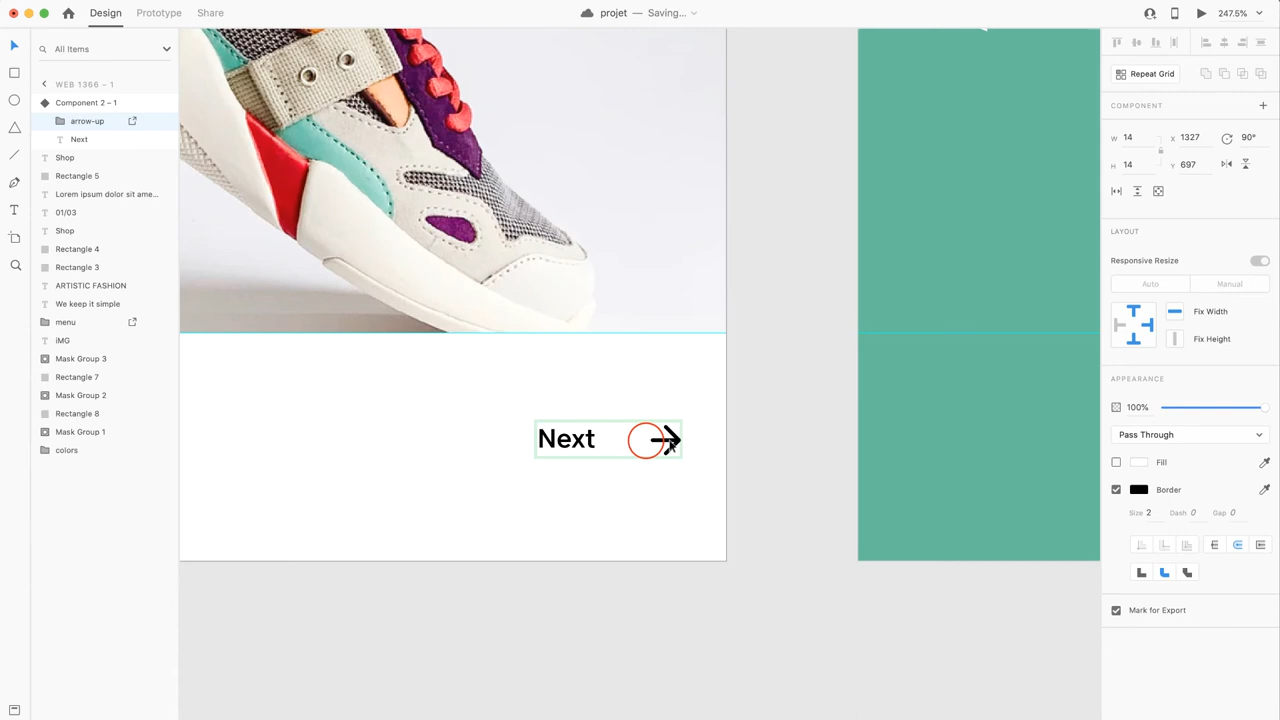 Design Prototype Share
projet — Saving...
247.5%
All Items
WEB 1366 – 1
Component 2 – 1
arrow-up
Next
Shop
Rectangle 5
Lorem ipsum dolor sit ame...
01/03
Shop
Rectangle 4
Rectangle 3
ARTISTIC FASHION
We keep it simple
menu
iMG
Mask Group 3
Rectangle 7
Mask Group 2
Rectangle 8
Mask Group 1
colors
Next
Repeat Grid
COMPONENT
W 14 X 1327 90°
H 14 Y 697
LAYOUT
Responsive Resize
Auto Manual
Fix Width
Fix Height
APPEARANCE
100%
Pass Through
Fill
Border
Size 2 Dash 0 Gap 0
Mark for Export